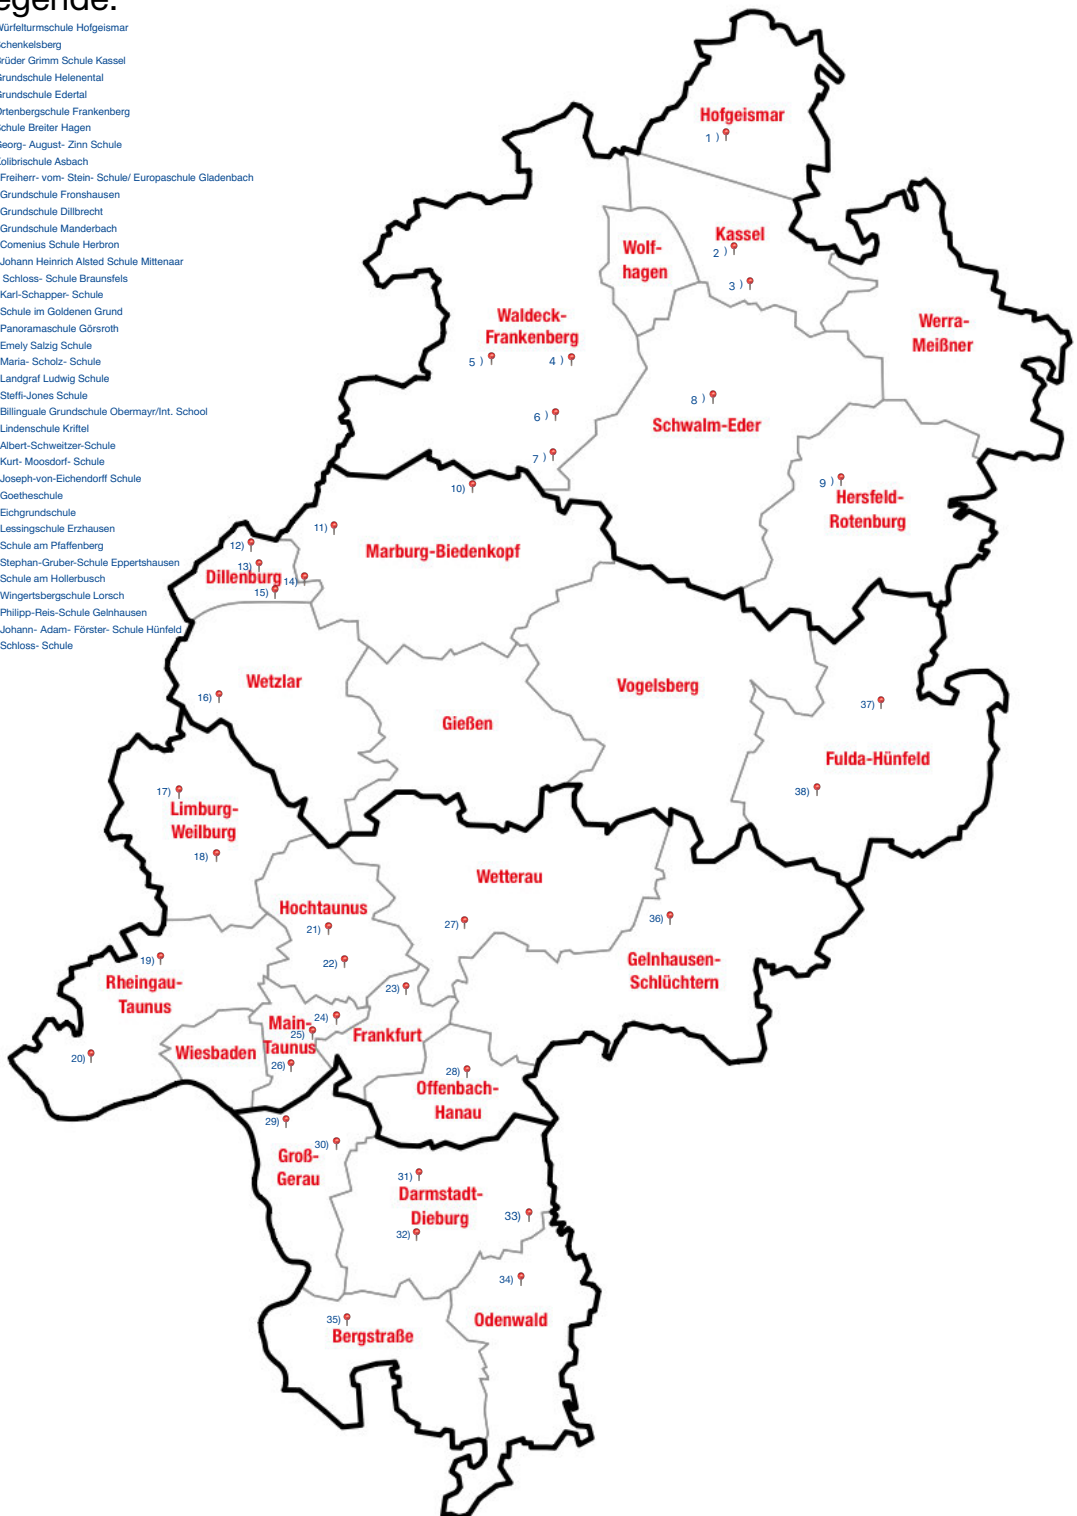 egende:
ürfelturmschule Hofgeismar
chenkelsberg
rüder Grimm Schule Kassel
rundschule Helenental
rundschule Edertal
rtenbergschule Frankenberg
chule Breiter Hagen
eorg- August- Zinn Schule
olibrischule Asbach
Freiherr- vom- Stein- Schule/ Europaschule Gladenbach
Grundschule Fronshausen
Grundschule Dillbrecht
Grundschule Manderbach
Comenius Schule Herbron
Johann Heinrich Alsted Schule Mittenaar
Schloss- Schule Braunsfels
Karl-Schapper- Schule
Schule im Goldenen Grund
Panoramaschule Görsroth
Emely Salzig Schule
Maria- Scholz- Schule
Landgraf Ludwig Schule
Steffi-Jones Schule
Billinguale Grundschule Obermayr/Int. School
Lindenschule Kriftel
Albert-Schweitzer-Schule
Kurt- Moosdorf- Schule
Joseph-von-Eichendorff Schule
Goetheschule
Eichgrundschule
Lessingschule Erzhausen
Schule am Pfaffenberg
Stephan-Gruber-Schule Eppertshausen
Schule am Hollerbusch
Wingertsbergschule Lorsch
Philipp-Reis-Schule Gelnhausen
Johann- Adam- Förster- Schule Hünfeld
Schloss- Schule
Hofgeismar
1 )
Kassel
2 )
3 )
Wolf-
hagen
Waldeck-
Frankenberg
5 )
4 )
6 )
7 )
Werra-
Meißner
8 )
Schwalm-Eder
9 )
Hersfeld-
Rotenburg
10)
11)
Marburg-Biedenkopf
12)
13)
Dillenburg
14)
15)
Wetzlar
16)
Gießen
Vogelsberg
37)
Fulda-Hünfeld
38)
17)
Limburg-
Weilburg
18)
Wetterau
Hochtaunus
21)
22)
27)
36)
Gelnhausen-
Schlüchtern
19)
Rheingau-
Taunus
20)
23)
24)
Main-
25)
Taunus
26)
Frankfurt
Wiesbaden
28)
Offenbach-
Hanau
29)
30)
Groß-
Gerau
31)
Darmstadt-
Dieburg
32)
33)
34)
Odenwald
35)
Bergstraße